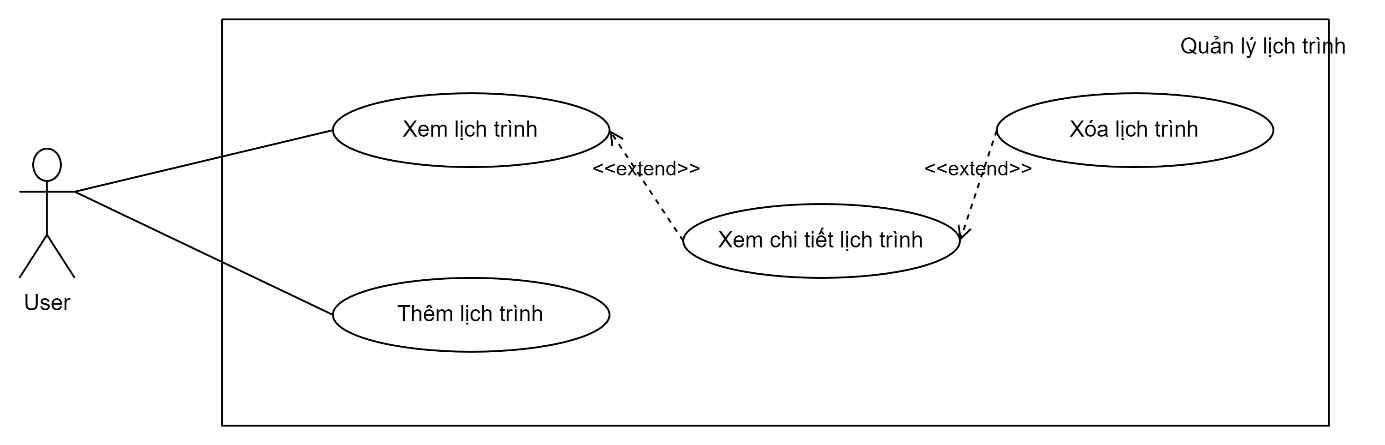 Quản lý lịch trình
Xem lịch trình
Xóa lịch trình
<<extend>>
<<extend>>
Xem chi tiết lịch trình
User
Thêm lịch trình